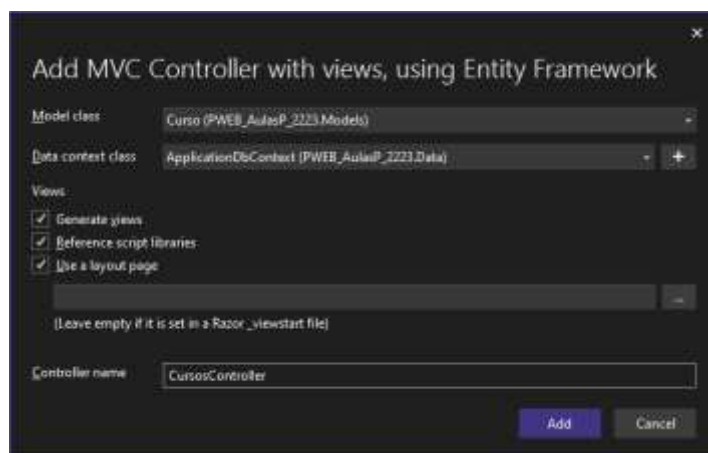 Add MVC Controller with views, using Entity Framework
Model class Curso (PWEB_AulasP_2223.Models)
Data context class ApplicationDbContext (PWEB_AulasP_2223.Data)
Views
Generate views
Reference script libraries
Use a layout page
...
(Leave empty if it is set in a Razor _viewstart file)
Controller name CursosController
Add Cancel